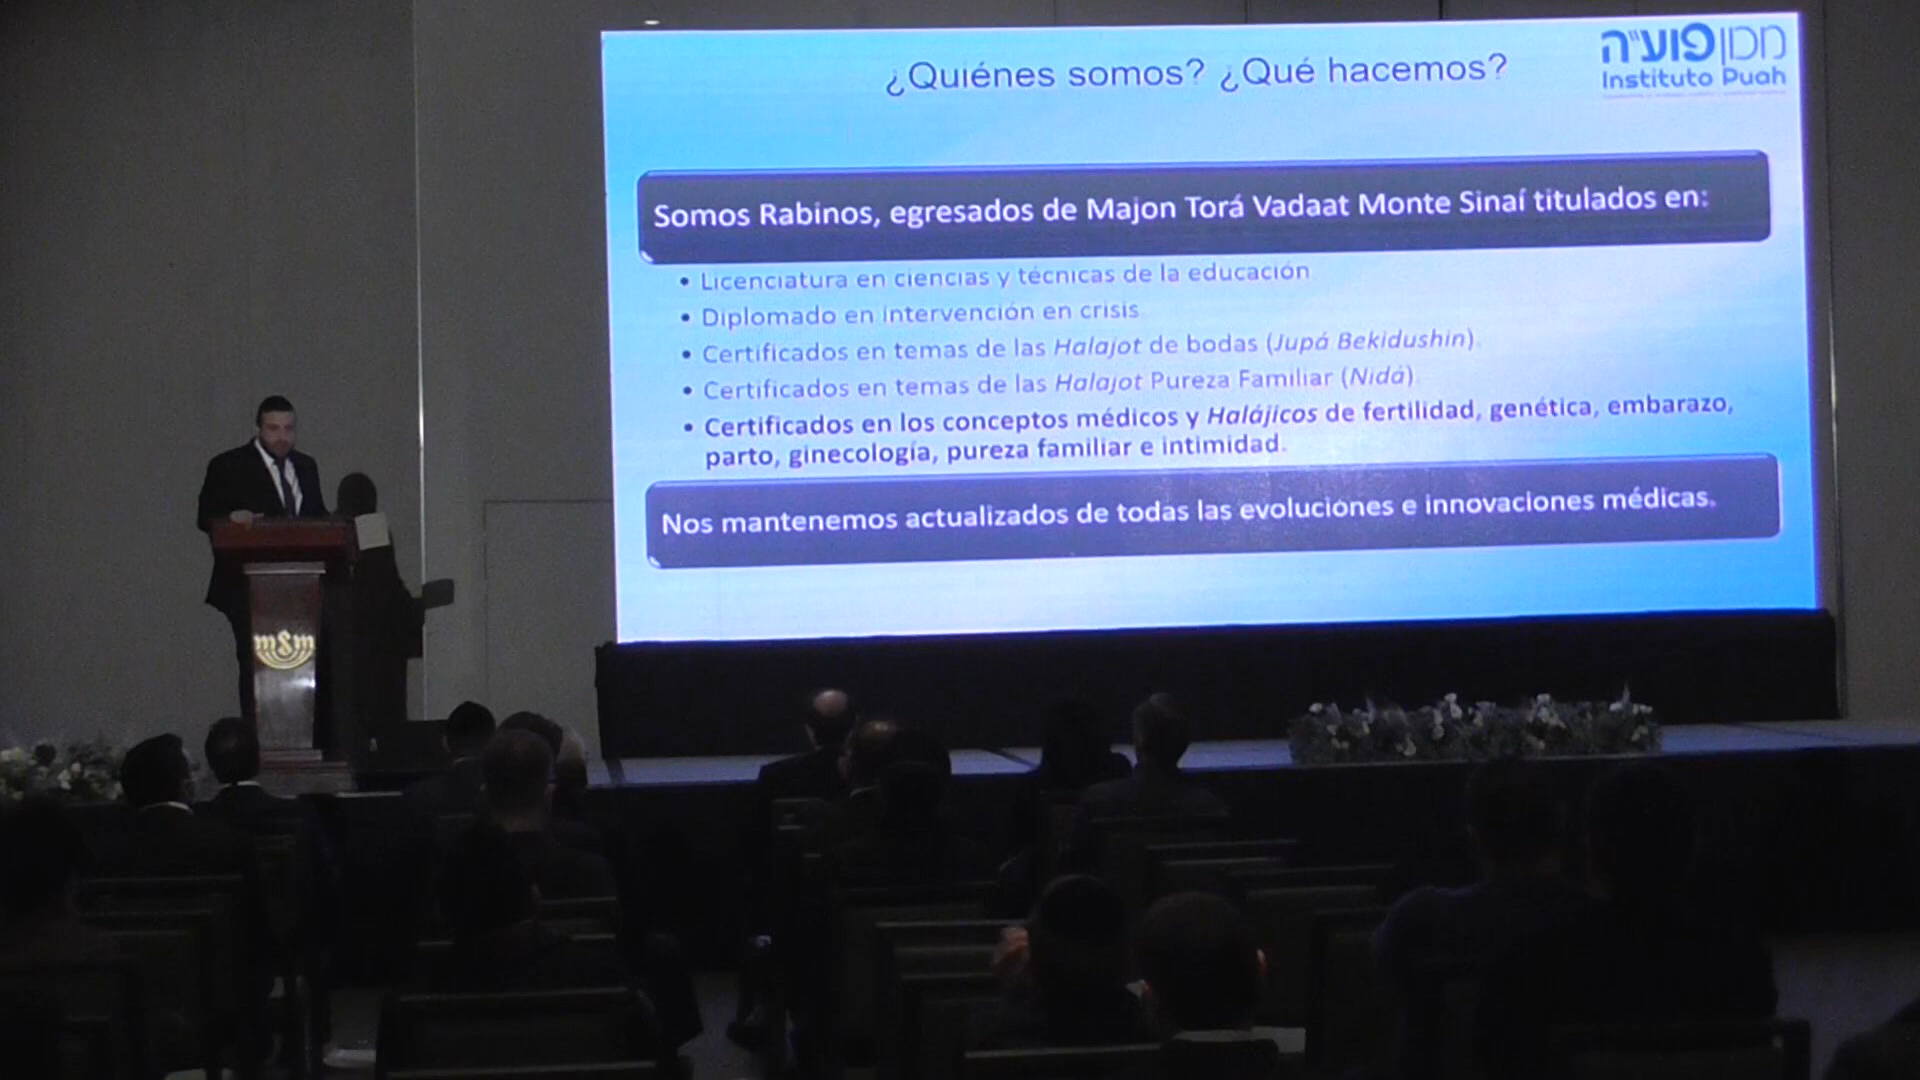 ¿Quiénes somos? ¿Qué hacemos?
מכון|פוע"ה
Instituto Puah
Somos Rabinos, egresados de Majon Torá Vadaat Monte Sinaí titulados en:
• Licenciatura en ciencias y técnicas de la educación
• Diplomado en intervención en crisis
• Certificados en temas de las Halajot de bodas (Jupá Bekidushin).
• Certificados en temas de las Halajot Pureza Familiar (Nidá)
• Certificados en los conceptos médicos y Halájicos de fertilidad, genética, embarazo,
parto, ginecología, pureza familiar e intimidad.
Nos mantenemos actualizados de todas las evoluciones e innovaciones médicas.
mSm